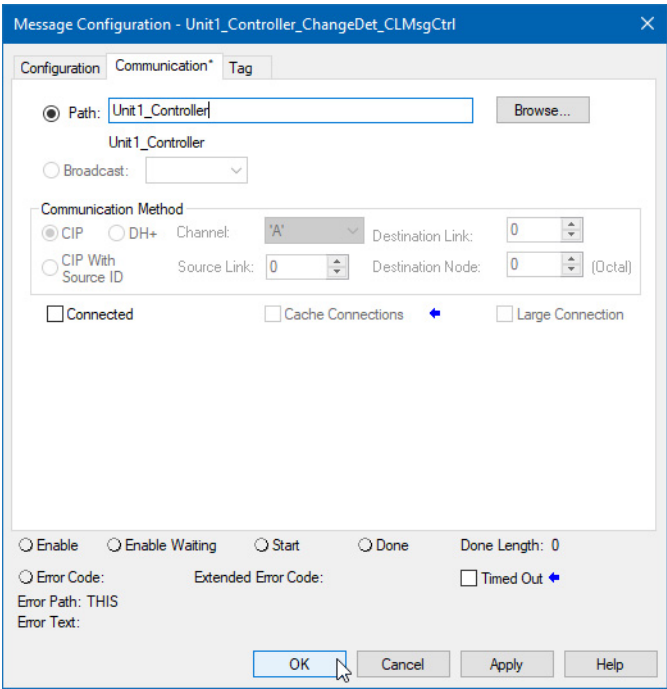 Message Configuration - Unit1_Controller_ChangeDet_CLMsgCtrl
Configuration Communication* Tag
Path: Unit1_Controller Browse...
Unit1_Controller
Broadcast:
Communication Method
CIP DH+ Channel: 'A' Destination Link: 0
CIP With Source ID Source Link: 0 Destination Node: 0 (Octal)
Connected Cache Connections Large Connection
Enable Enable Waiting Start Done Done Length: 0
Error Code: Extended Error Code: Timed Out
Error Path: THIS
Error Text:
OK Cancel Apply Help